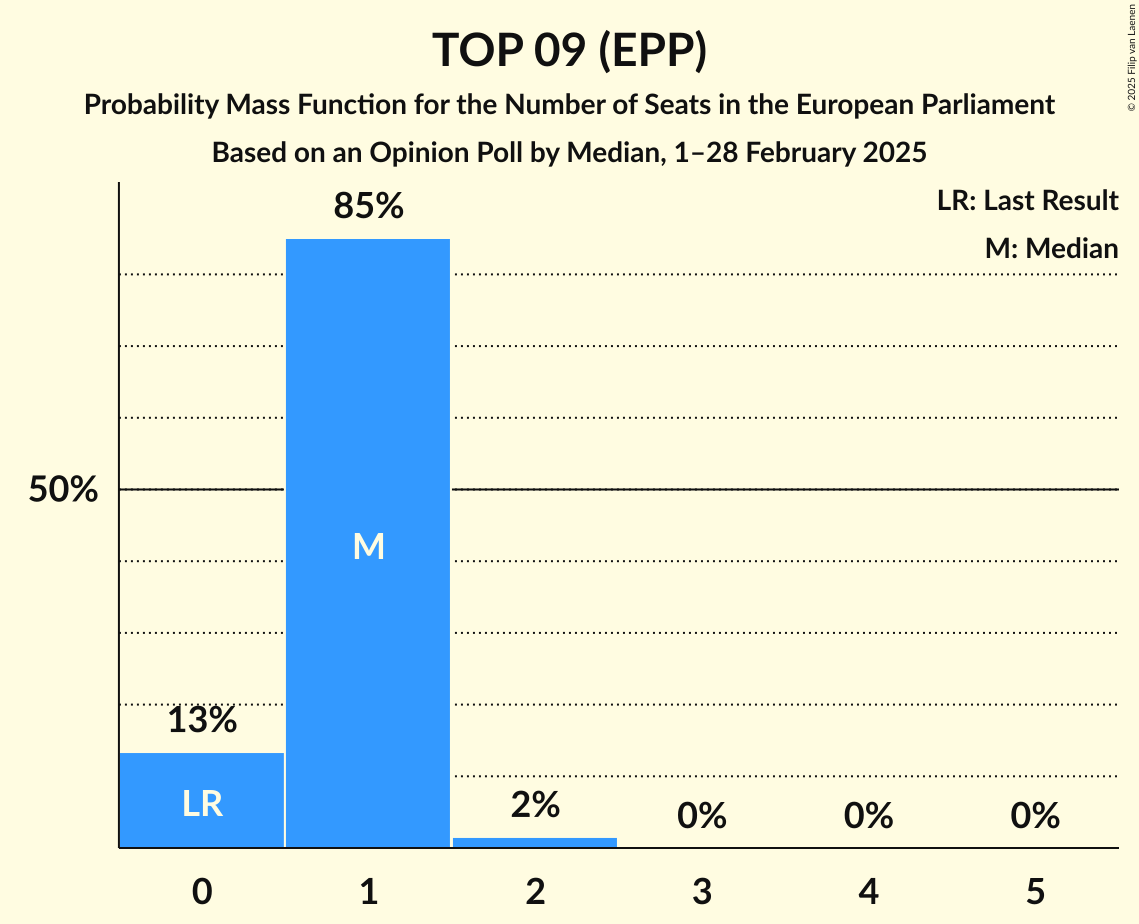 TOP 09 (EPP)
Probability Mass Function for the Number of Seats in the European Parliament
Based on an Opinion Poll by Median, 1–28 February 2025
© 2025 Filip van Laenen
LR: Last Result
M: Median
85%
50%
M
13%
LR
2%
0%
0%
0%
0 1 2 3 4 5